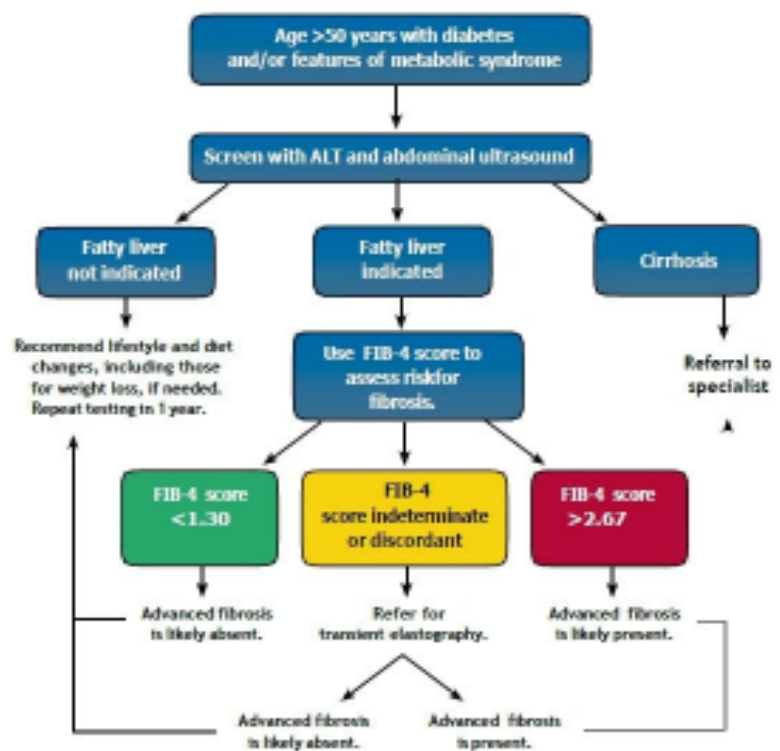 Age >50 years with diabetes
and/or features of metabolic syndrome
Screen with ALT and abdominal ultrasound
Fatty liver
not indicated
Fatty liver
indicated
Cirrhosis
Recommend lifestyle and diet
changes, including those
for weight loss, if needed.
Repeat testing in 1 year.
Use FIB-4 score to
assess riskfor
fibrosis.
Referral to
specialist
FIB-4 score
<1.30
FIB-4
score indeterminate
or discordant
FIB-4 score
>2.67
Advanced fibrosis
is likely absent.
Refer for
transient elastography.
Advanced fibrosis
is likely present.
Advanced fibrosis
is likely absent.
Advanced fibrosis
is present.